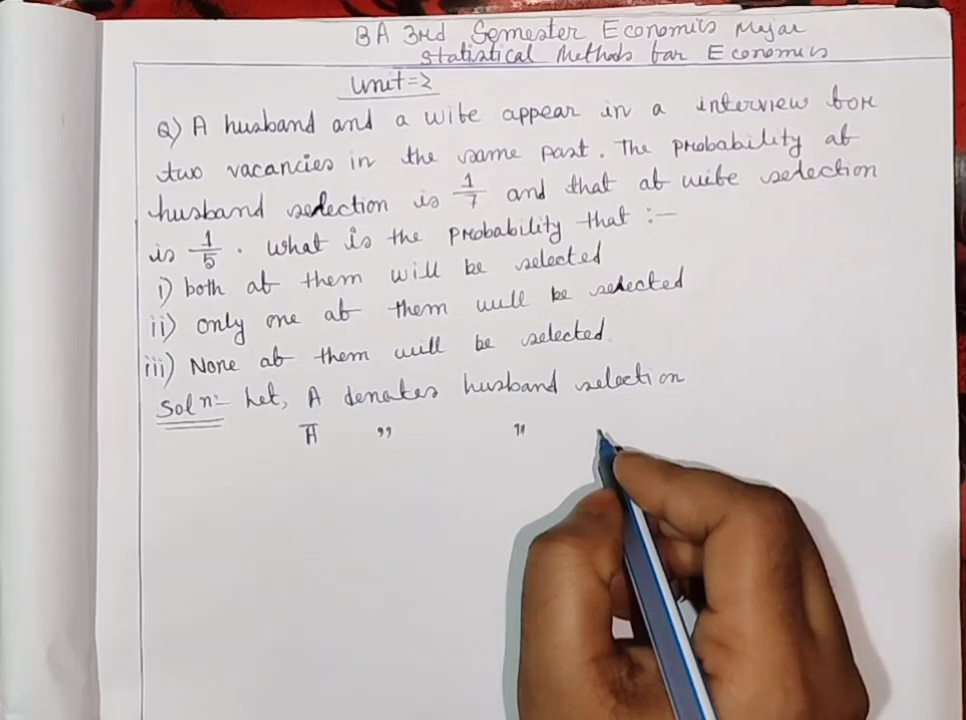 BA 3rd Semester Economics Major
Statistical Methods for Economics
Unit=2
Q) A husband and a wife appear in a interview for
two vacancies in the same post. The probability of
husband selection is 1/7 and that of wife selection
is 1/5. What is the probability that :-
i) both of them will be selected
ii) Only one of them will be selected
iii) None of them will be selected.
Soln:- Let, A denotes husband selection
Ā " "